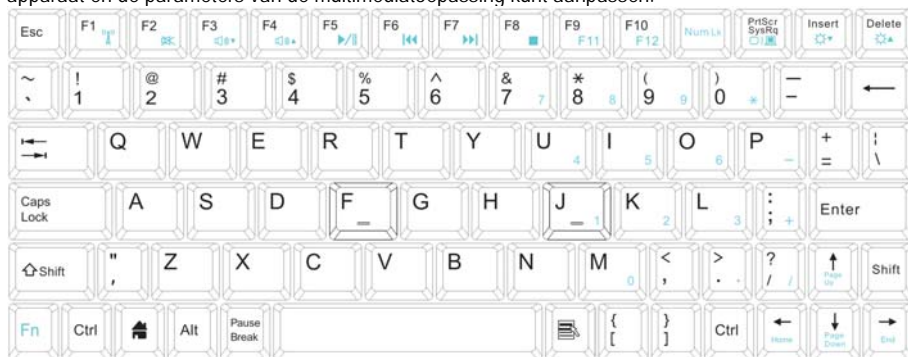 apparaat en de parameters van de multimediatoepassing kunt aanpassen.
Esc F1 F2 F3 F4 F5 F6 F7 F8 F9 F11 F10 F12 Num Lk PrtScr SysRq Insert Delete
~ ` ! 1 @ 2 # 3 $ 4 % 5 ^ 6 & 7 7 * 8 8 ( 9 9 ) 0 * — –
Q W E R T Y U 4 I 5 O 6 P – + = ¦ \
Caps Lock A S D F G H J 1 K 2 L 3 : ; + Enter
Shift " , Z X C V B N M 0 < , > . . ? / / Page Up Shift
Fn Ctrl Alt Pause Break { [ } ] Ctrl Home Page Down End